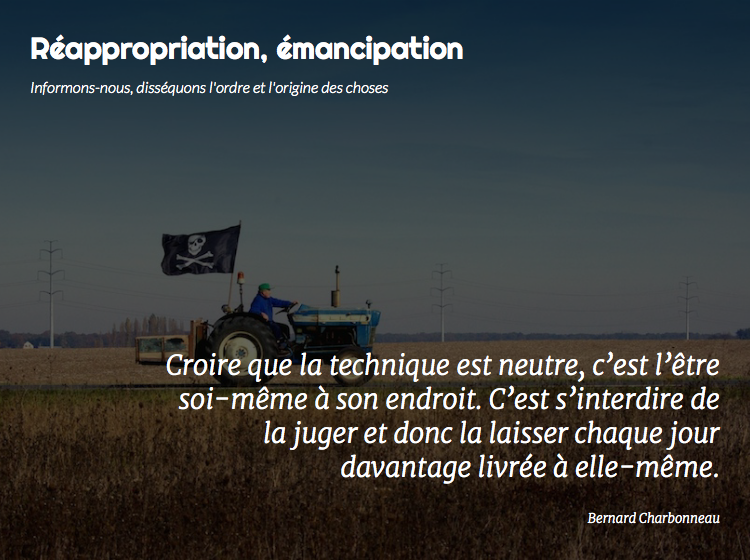 Réappropriation, émancipation
Informons-nous, disséquons l'ordre et l'origine des choses
Croire que la technique est neutre, c’est l’être
soi-même à son endroit. C’est s’interdire de
la juger et donc la laisser chaque jour
davantage livrée à elle-même.
Bernard Charbonneau